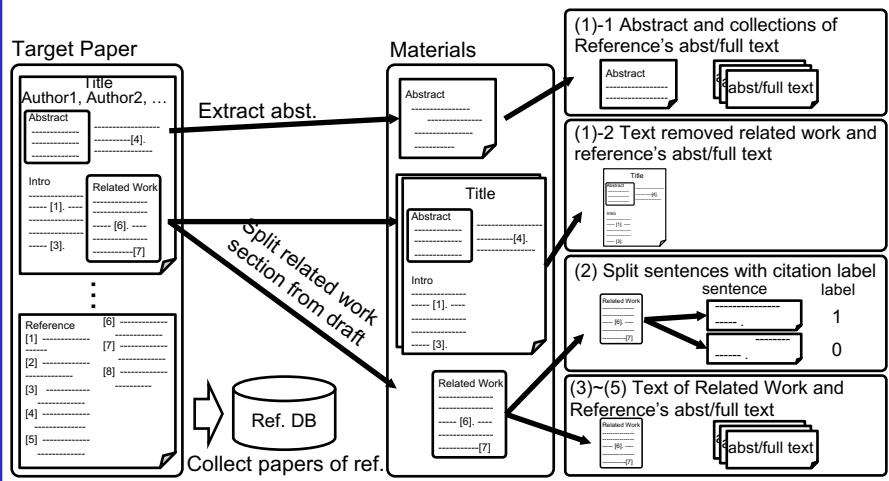 Target Paper
Title
Author1, Author2, …
Abstract
-------[4].
Intro
----- [1]. ----
----- [3].
Related Work
---- [6]. ----
-----------[7]
Reference
[1] -------------
[2] -------------
[3] -------------
[4] -------------
[5] -------------
[6] -------------
[7] -------------
[8] -------------
Extract abst.
Split related work
section from draft
Ref. DB
Collect papers of ref.
Materials
Abstract
Title
Abstract
---------[4].
Intro
----- [1]. ----
----- [3].
Related Work
---- [6]. ----
-----------[7]
(1)-1 Abstract and collections of
Reference's abst/full text
Abstract
abst/full text
(1)-2 Text removed related work and
reference's abst/full text
Title
Abstract
[4].
Intro
[1].
[3].
(2) Split sentences with citation label
sentence label
Related Work
[6].
[7]
----- . 1
------ . 0
(3)~(5) Text of Related Work and
Reference's abst/full text
Related Work
[6].
[7]
abst/full text